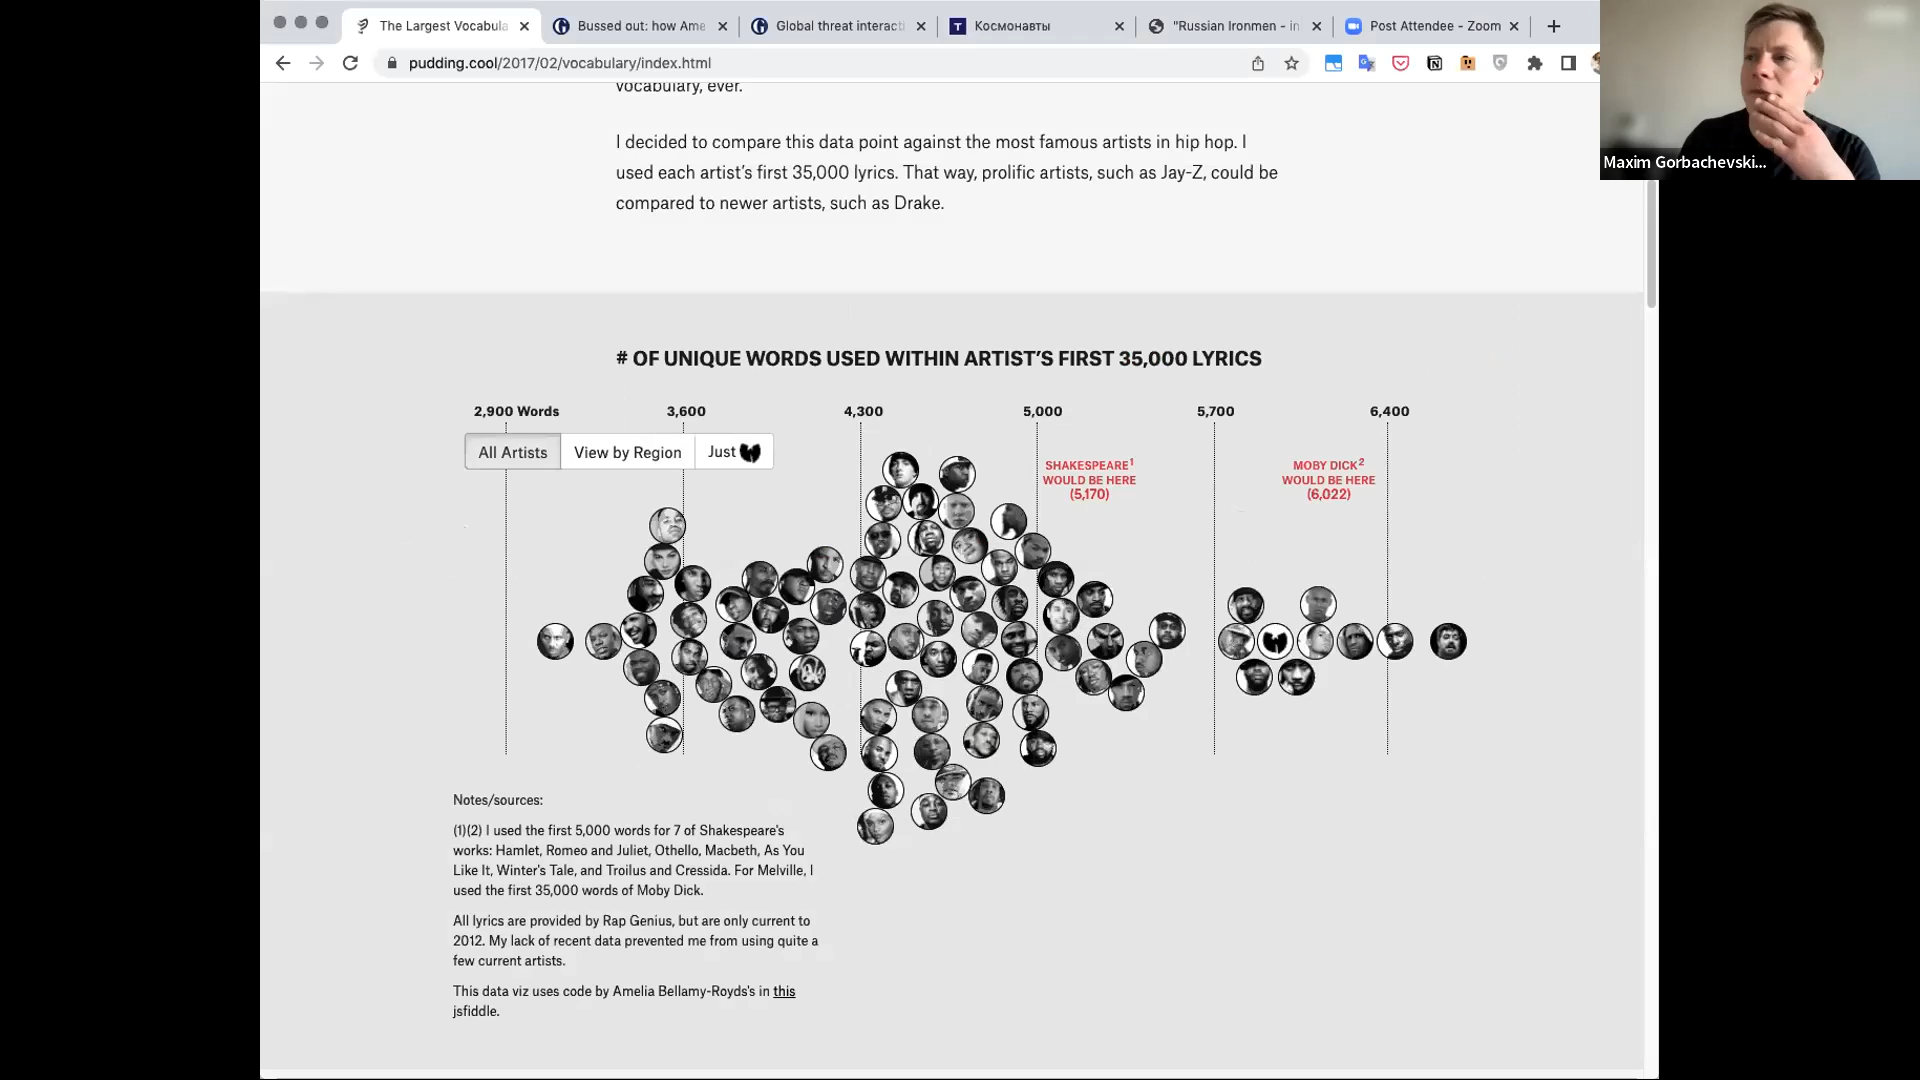 The Largest Vocabula
Bussed out: how Ame
Global threat interacti
Космонавты
"Russian Ironmen - in
Post Attendee - Zoom
pudding.cool/2017/02/vocabulary/index.html
Maxim Gorbachevski...
vocabulary, ever.
I decided to compare this data point against the most famous artists in hip hop. I
used each artist's first 35,000 lyrics. That way, prolific artists, such as Jay-Z, could be
compared to newer artists, such as Drake.
# OF UNIQUE WORDS USED WITHIN ARTIST'S FIRST 35,000 LYRICS
2,900 Words
3,600
4,300
5,000
5,700
6,400
All Artists
View by Region
Just
SHAKESPEARE¹
WOULD BE HERE
(5,170)
MOBY DICK²
WOULD BE HERE
(6,022)
Notes/sources:
(1)(2) I used the first 5,000 words for 7 of Shakespeare's
works: Hamlet, Romeo and Juliet, Othello, Macbeth, As You
Like It, Winter's Tale, and Troilus and Cressida. For Melville, I
used the first 35,000 words of Moby Dick.
All lyrics are provided by Rap Genius, but are only current to
2012. My lack of recent data prevented me from using quite a
few current artists.
This data viz uses code by Amelia Bellamy-Royds's in this
jsfiddle.